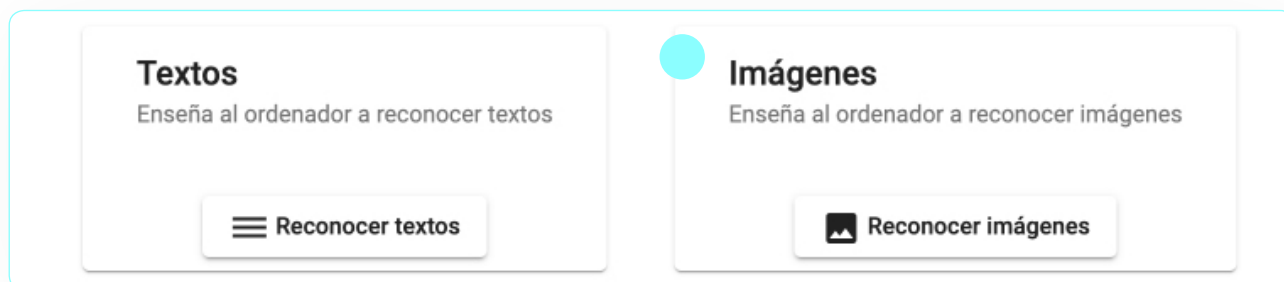 Textos
Enseña al ordenador a reconocer textos
Reconocer textos
Imágenes
Enseña al ordenador a reconocer imágenes
Reconocer imágenes